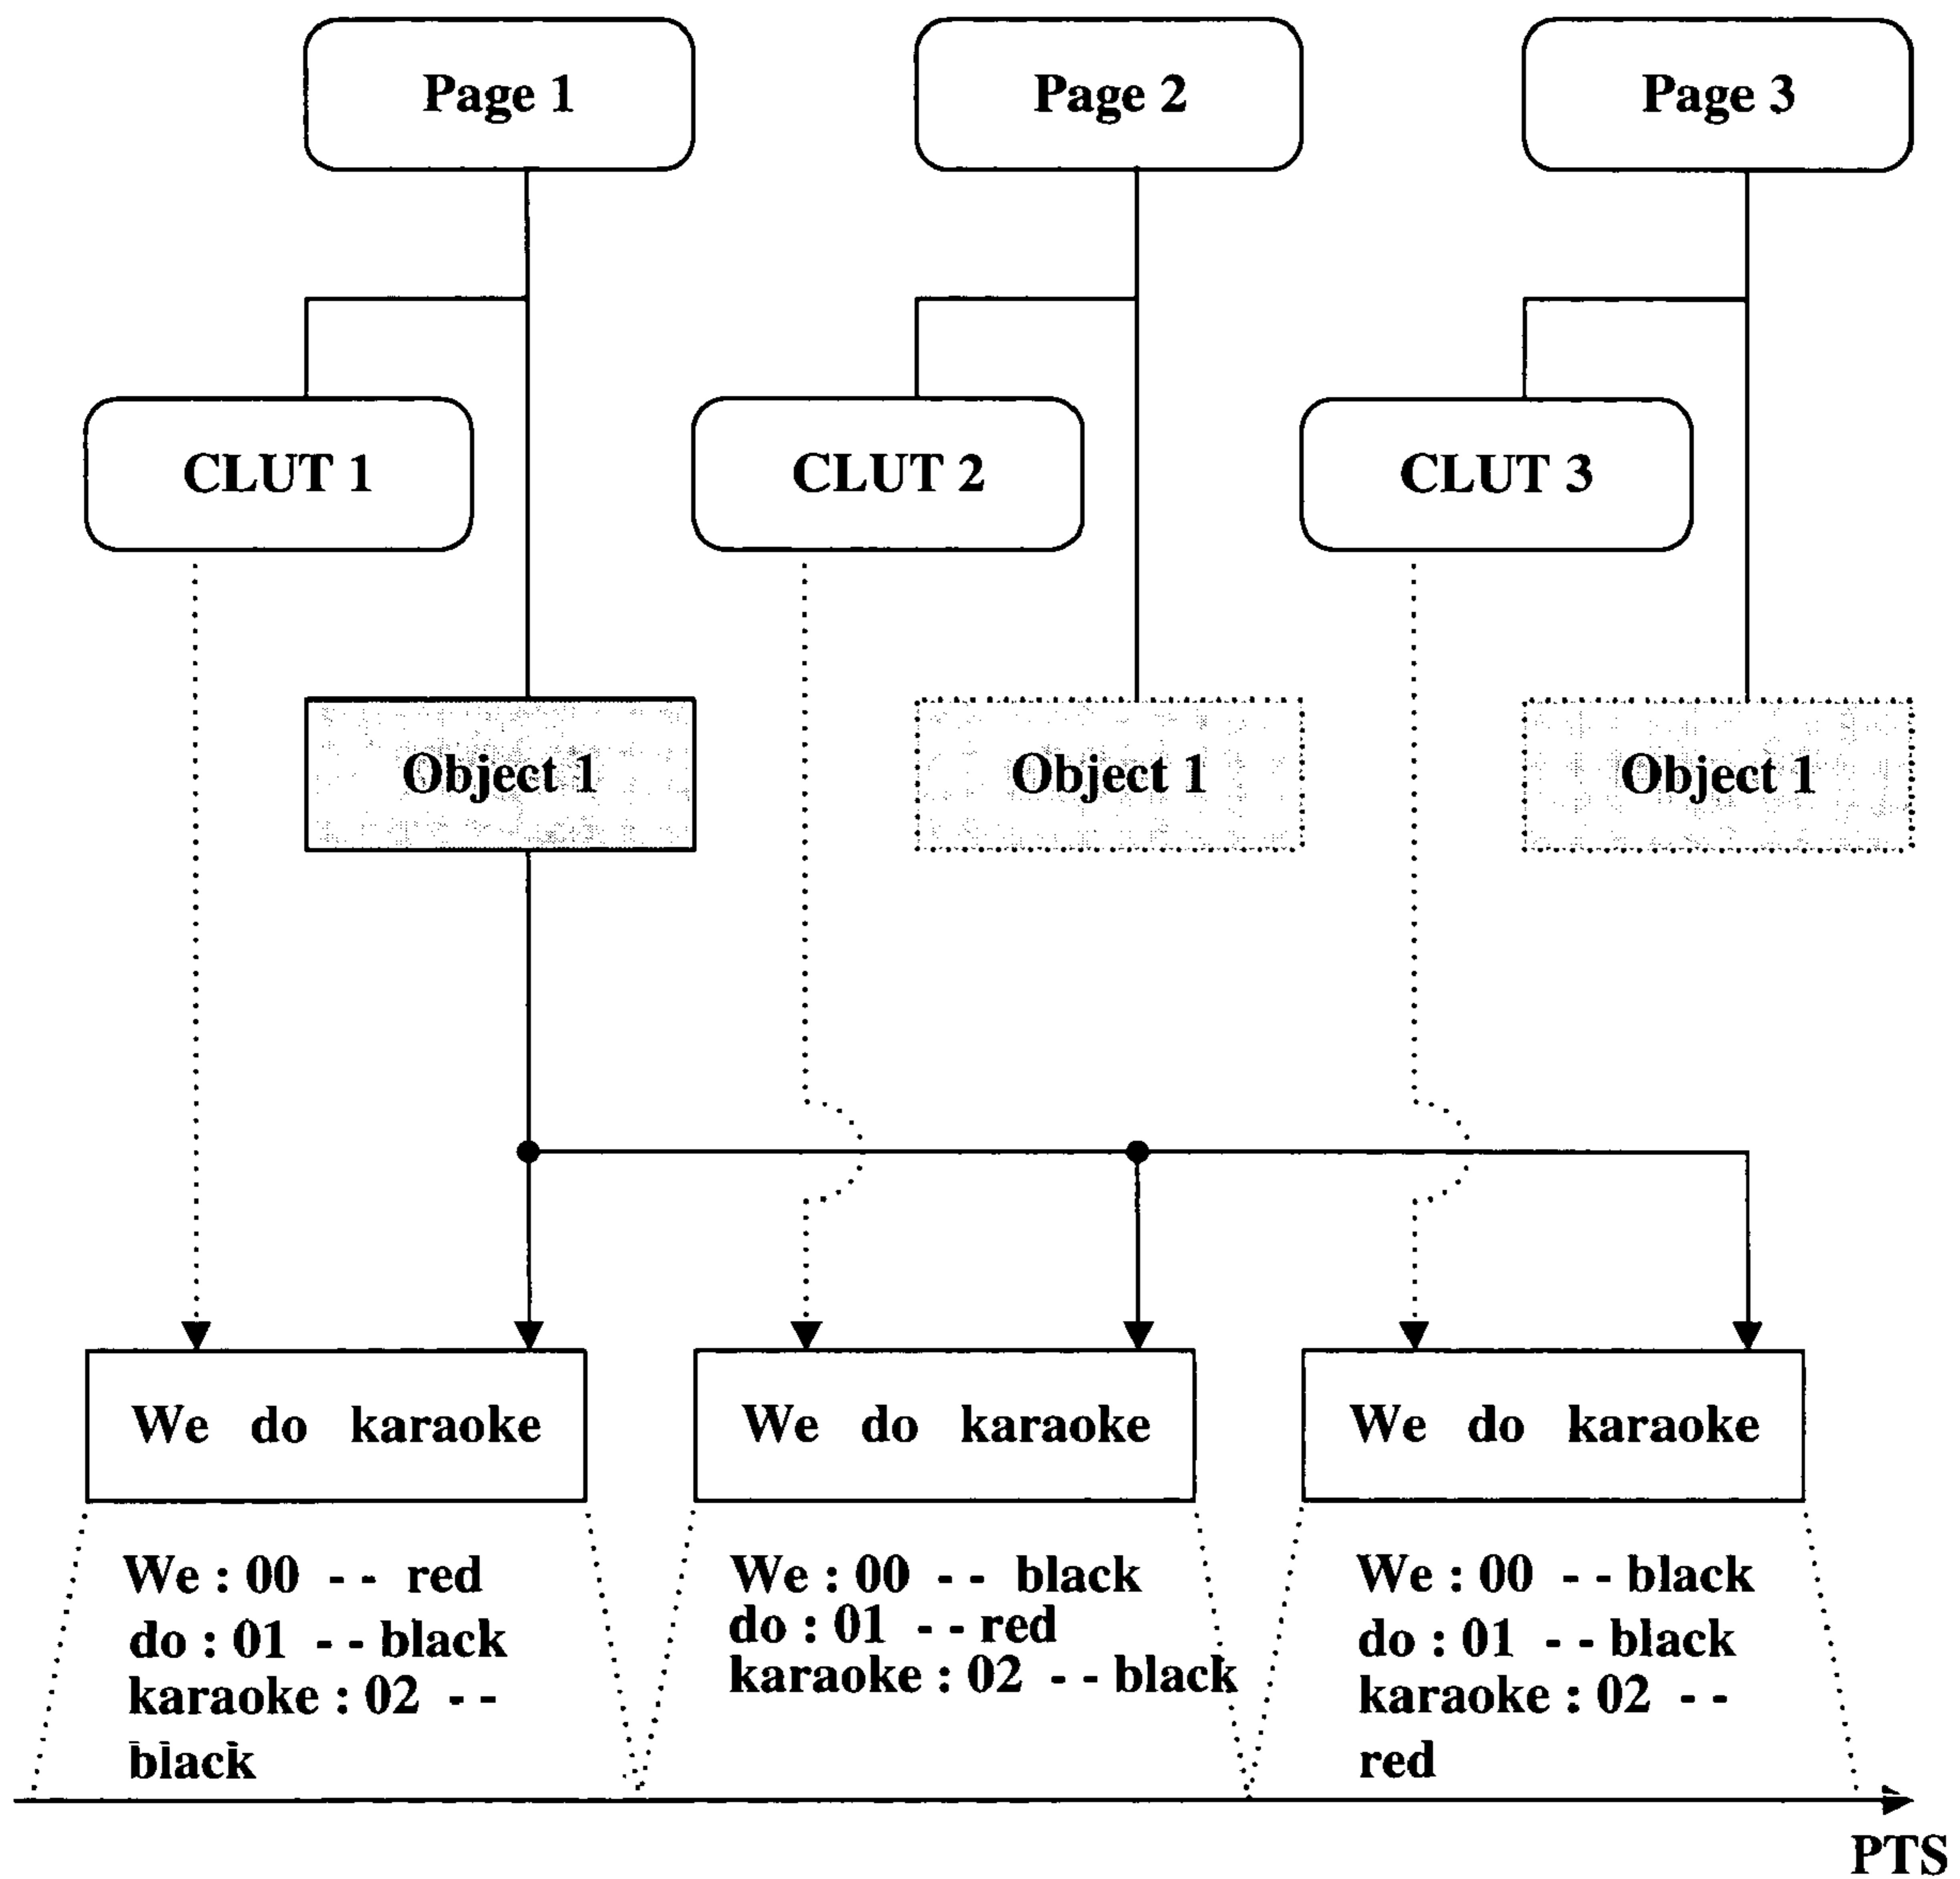 Page 1
Page 2
Page 3
CLUT 1
CLUT 2
CLUT 3
Object 1
Object 1
Object 1
We do karaoke
We do karaoke
We do karaoke
We : 00 - - red
do : 01 - - black
karaoke : 02 - -
black
We : 00 - - black
do : 01 - - red
karaoke : 02 - - black
We : 00 - - black
do : 01 - - black
karaoke : 02 - -
red
PTS